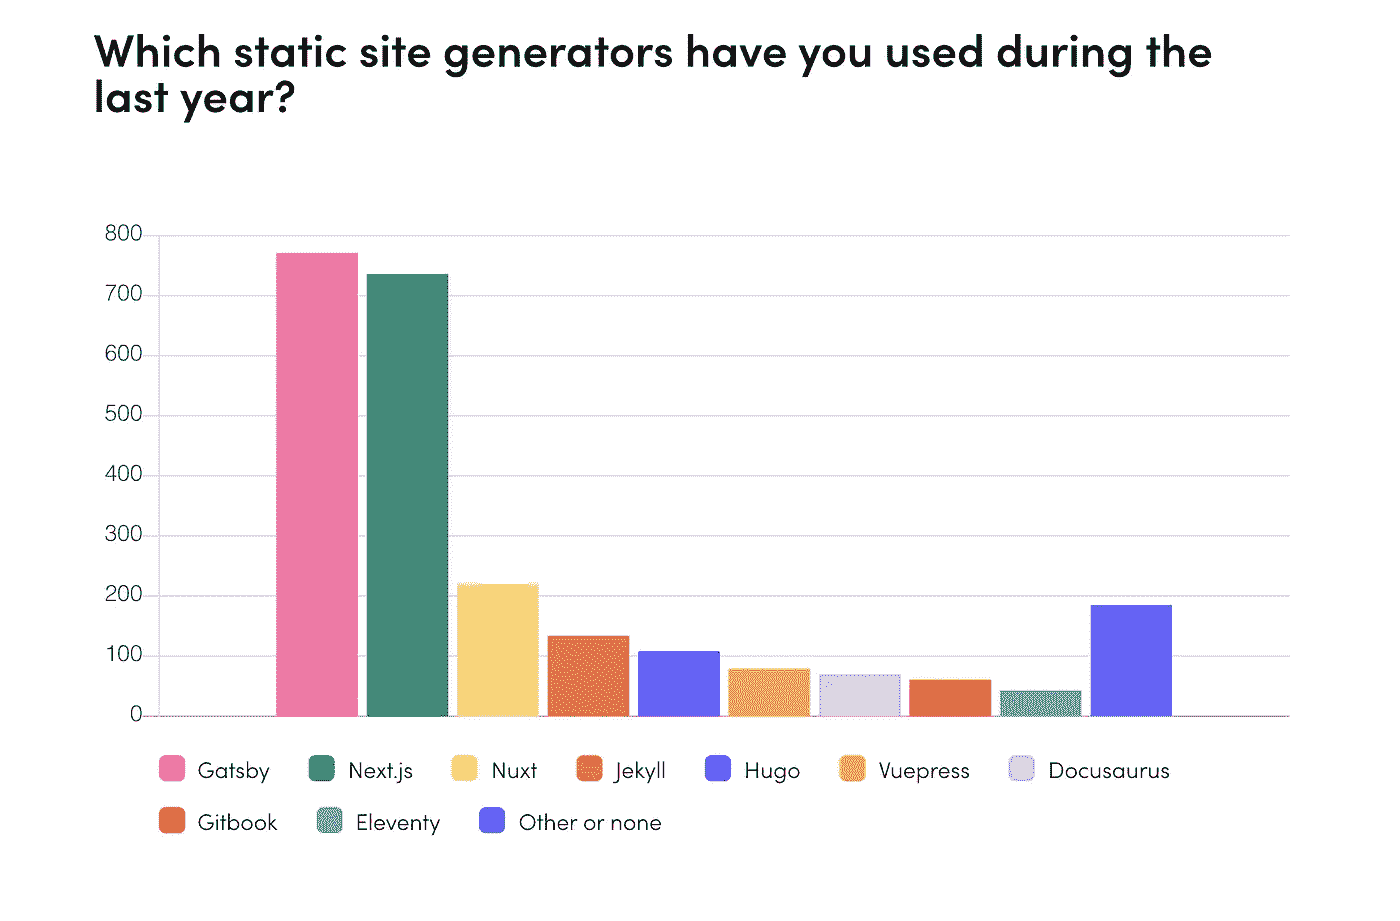 Which static site generators have you used during the
last year?
800
700
600
500
400
300
200
100
0
Gatsby Next.js Nuxt Jekyll Hugo Vuepress Docusaurus
Gitbook Eleventy Other or none